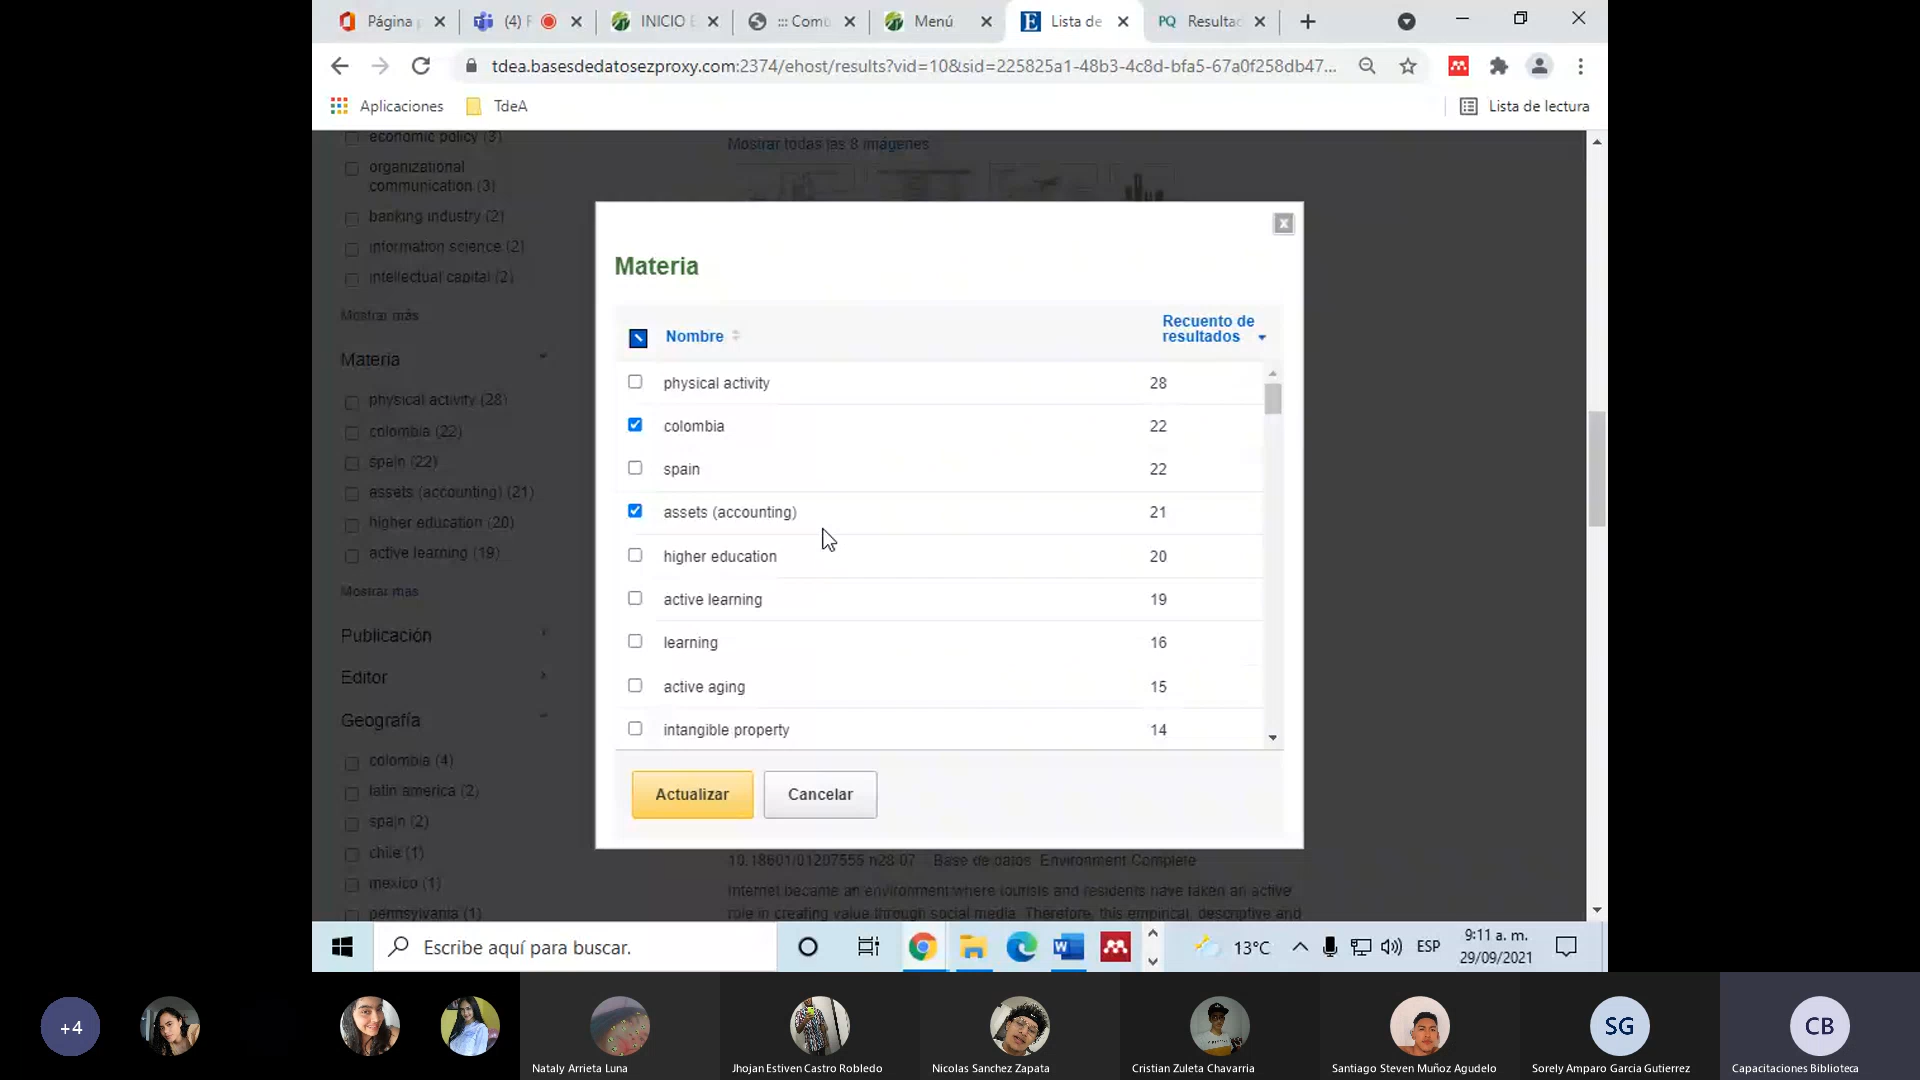 Página
(4)
INICIO
::: Com
Menú
Lista de
PQ Resultad
tdea.basesdedatosezproxy.com:2374/ehost/results?vid=10&sid=225825a1-48b3-4c8d-bfa5-67a0f258db47...
Aplicaciones
TdeA
Lista de lectura
economic policy (3)
organizational
communication (3)
banking industry (2)
information science (2)
intellectual capital (2)
Mostrar más
Materia
physical activity (28)
colombia (22)
spain (22)
assets (accounting) (21)
higher education (20)
active learning (19)
Mostrar más
Publicación
Editor
Geografía
colombia (4)
latin america (2)
spain (2)
chile (1)
mexico (1)
pennsylvania (1)
Mostrar todas las 8 imágenes
x
Materia
Nombre
Recuento de
resultados
physical activity 28
colombia 22
spain 22
assets (accounting) 21
higher education 20
active learning 19
learning 16
active aging 15
intangible property 14
Actualizar
Cancelar
10.18601/01207555.n28.07 Base de datos: Environment Complete
Internet became an environment where tourists and residents have taken an active
role in creating value through social media. Therefore, this empirical, descriptive and
Escribe aquí para buscar.
13°C
ESP
9:11 a. m.
29/09/2021
+4
Nataly Arrieta Luna
Jhojan Estiven Castro Robledo
Nicolas Sanchez Zapata
Cristian Zuleta Chavarria
Santiago Steven Muñoz Agudelo
SG
Sorely Amparo Garcia Gutierrez
CB
Capacitaciones Biblioteca